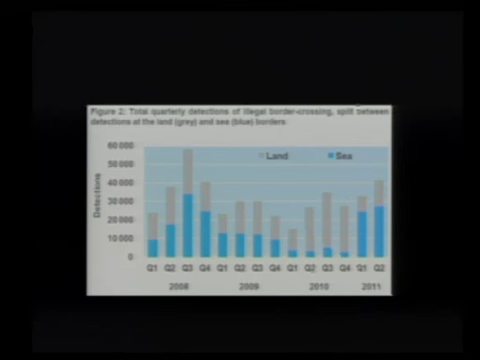 Figure 2: Total quarterly detections of illegal border-crossing, split between
detections at the land (grey) and sea (blue) borders
60 000
50 000
40 000
30 000
20 000
10 000
0
Detections
Land Sea
Q1 Q2 Q3 Q4 Q1 Q2 Q3 Q4 Q1 Q2 Q3 Q4 Q1 Q2
2008 2009 2010 2011